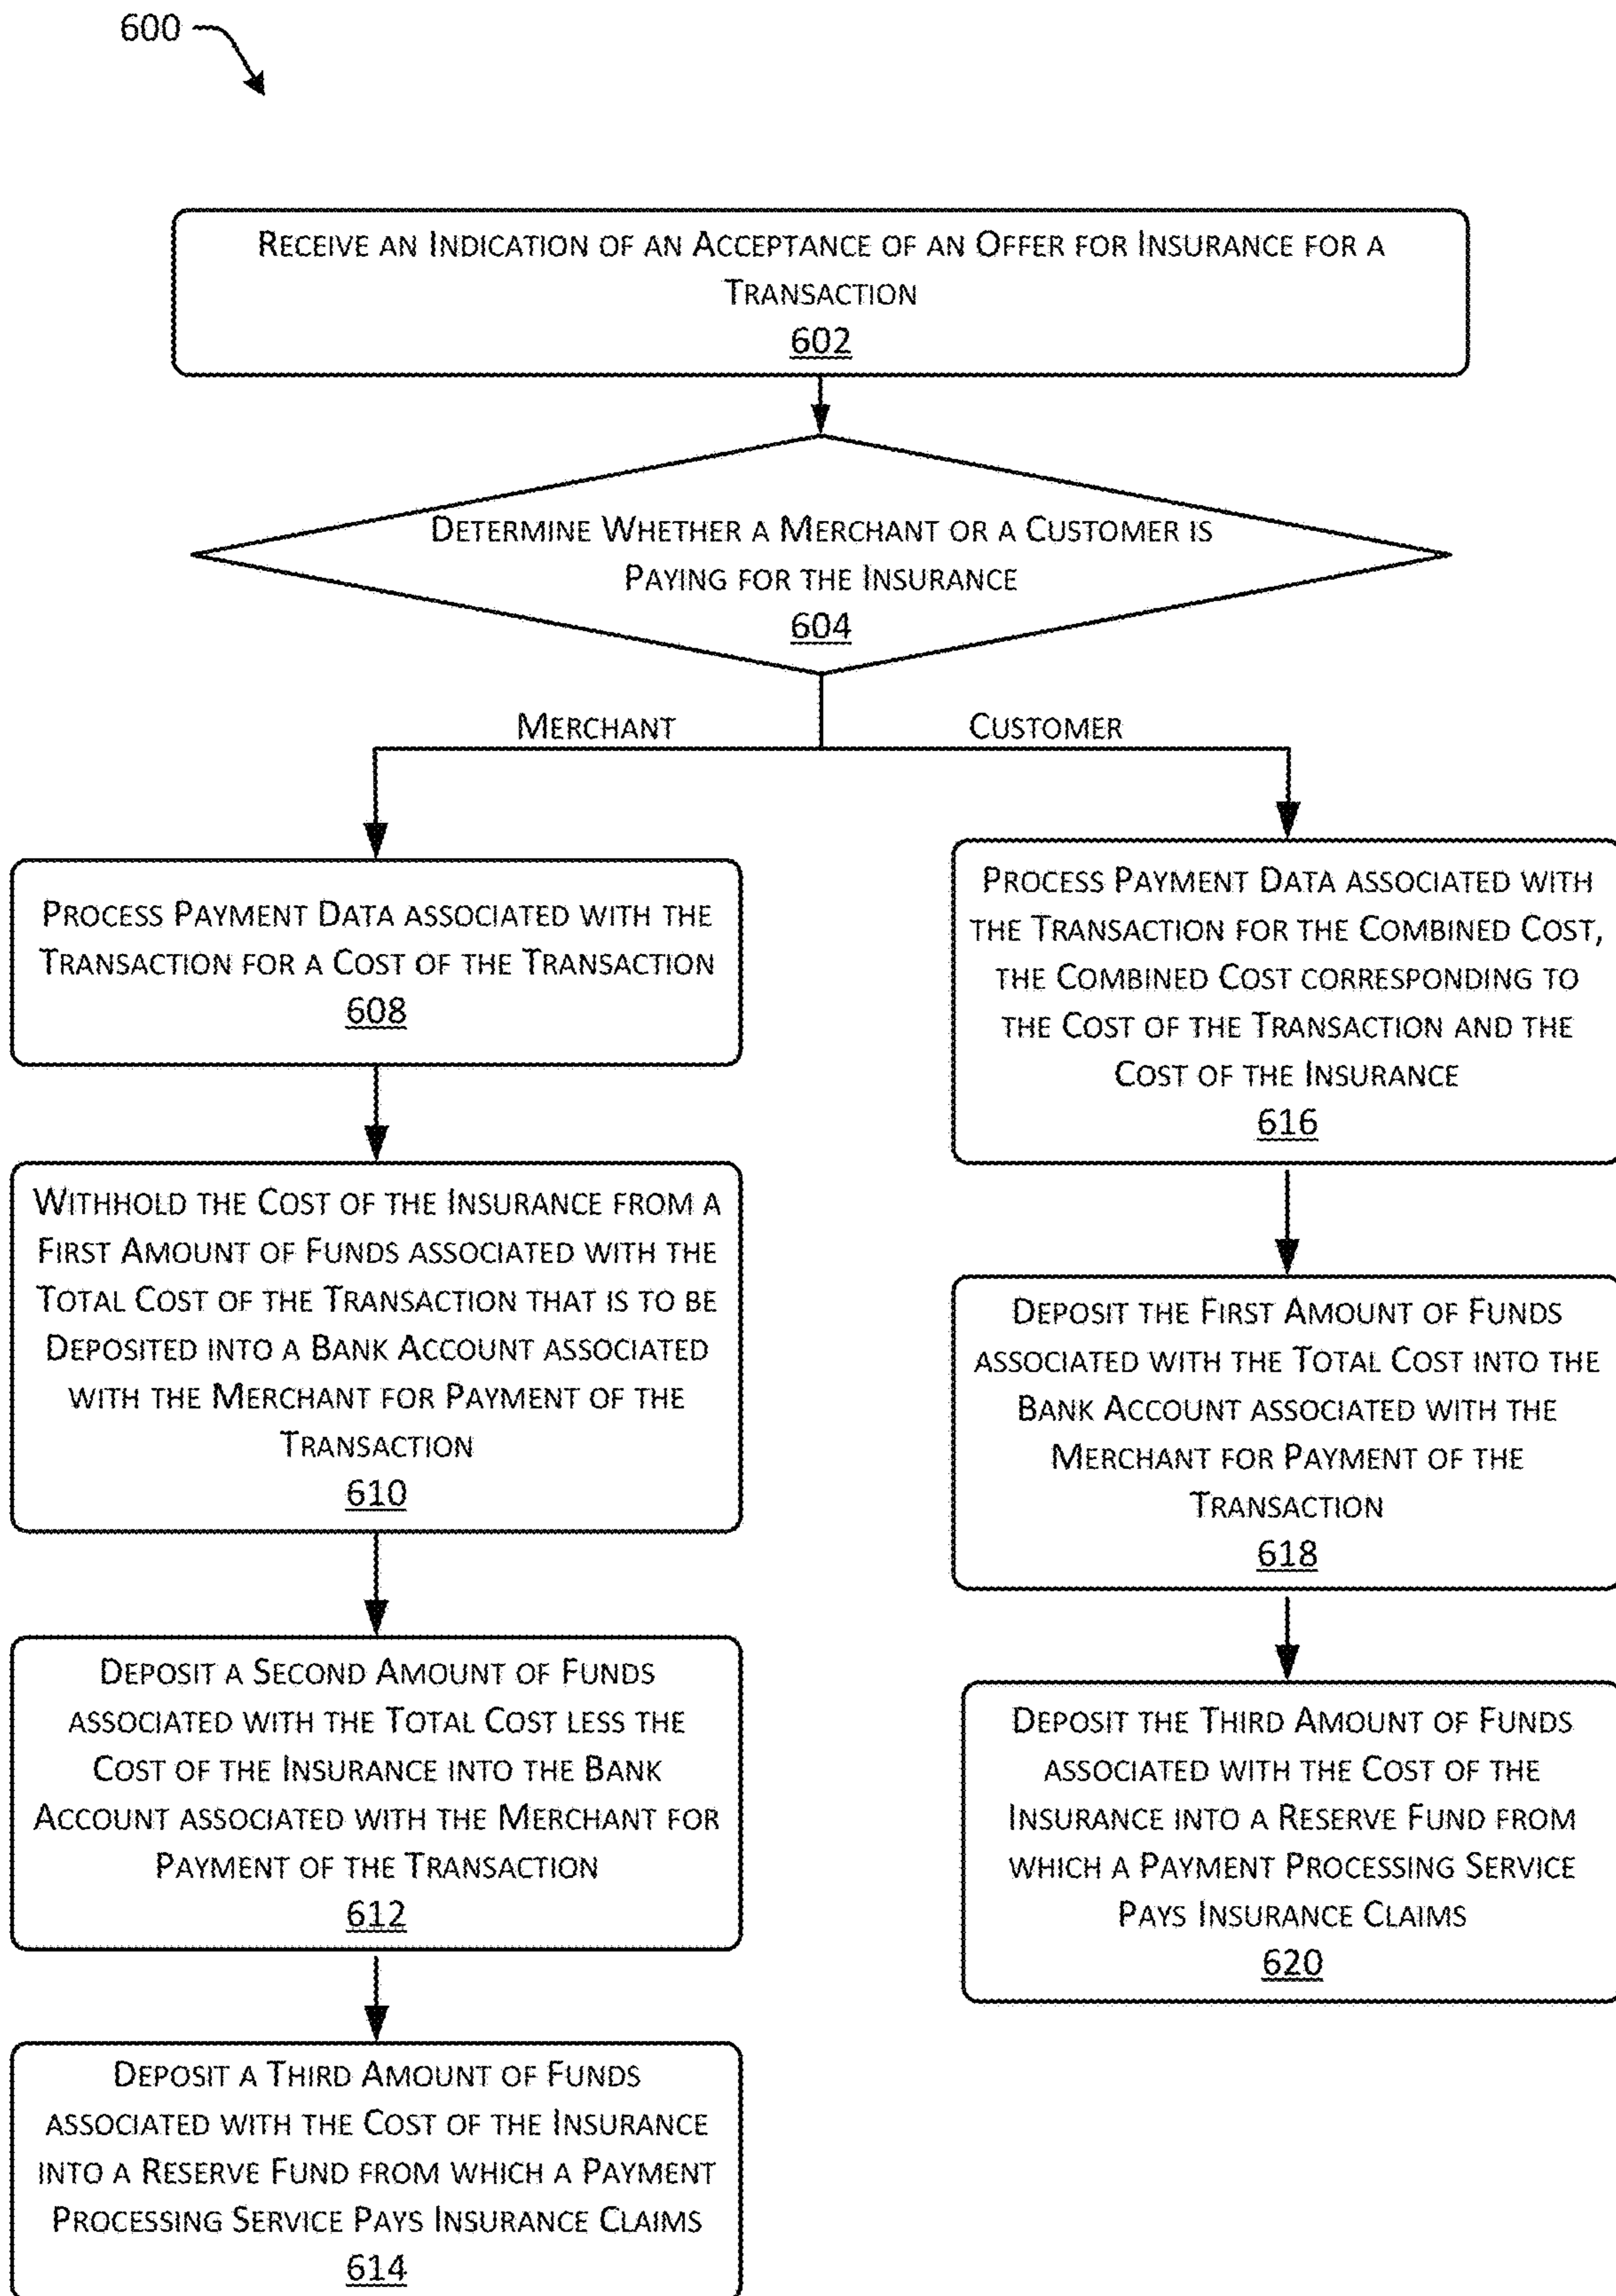 600
RECEIVE AN INDICATION OF AN ACCEPTANCE OF AN OFFER FOR INSURANCE FOR A
TRANSACTION
602
DETERMINE WHETHER A MERCHANT OR A CUSTOMER IS
PAYING FOR THE INSURANCE
604
MERCHANT
CUSTOMER
PROCESS PAYMENT DATA ASSOCIATED WITH THE
TRANSACTION FOR A COST OF THE TRANSACTION
608
WITHHOLD THE COST OF THE INSURANCE FROM A
FIRST AMOUNT OF FUNDS ASSOCIATED WITH THE
TOTAL COST OF THE TRANSACTION THAT IS TO BE
DEPOSITED INTO A BANK ACCOUNT ASSOCIATED
WITH THE MERCHANT FOR PAYMENT OF THE
TRANSACTION
610
DEPOSIT A SECOND AMOUNT OF FUNDS
ASSOCIATED WITH THE TOTAL COST LESS THE
COST OF THE INSURANCE INTO THE BANK
ACCOUNT ASSOCIATED WITH THE MERCHANT FOR
PAYMENT OF THE TRANSACTION
612
DEPOSIT A THIRD AMOUNT OF FUNDS
ASSOCIATED WITH THE COST OF THE INSURANCE
INTO A RESERVE FUND FROM WHICH A PAYMENT
PROCESSING SERVICE PAYS INSURANCE CLAIMS
614
PROCESS PAYMENT DATA ASSOCIATED WITH
THE TRANSACTION FOR THE COMBINED COST,
THE COMBINED COST CORRESPONDING TO
THE COST OF THE TRANSACTION AND THE
COST OF THE INSURANCE
616
DEPOSIT THE FIRST AMOUNT OF FUNDS
ASSOCIATED WITH THE TOTAL COST INTO THE
BANK ACCOUNT ASSOCIATED WITH THE
MERCHANT FOR PAYMENT OF THE
TRANSACTION
618
DEPOSIT THE THIRD AMOUNT OF FUNDS
ASSOCIATED WITH THE COST OF THE
INSURANCE INTO A RESERVE FUND FROM
WHICH A PAYMENT PROCESSING SERVICE
PAYS INSURANCE CLAIMS
620